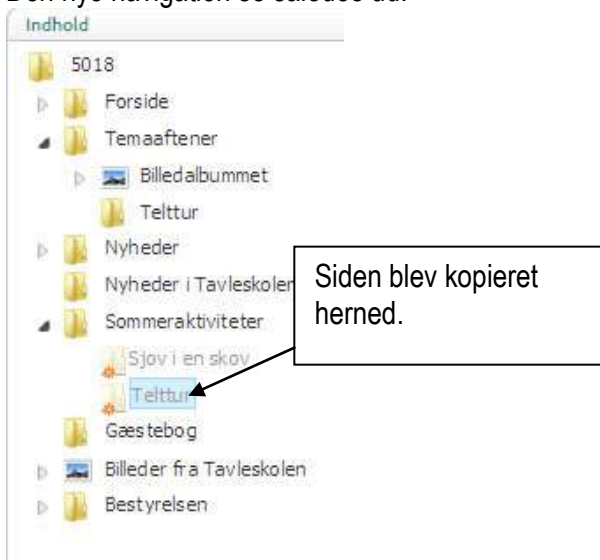 Den nye navigation se således ud:
Indhold
5018
Forside
Temaaftener
Billedalbummet
Telttur
Nyheder
Nyheder i Tavleskolen
Siden blev kopieret
herned.
Sommeraktiviteter
Sjov i en skov
Telttur
Gæstebog
Billeder fra Tavleskolen
Bestyrelsen